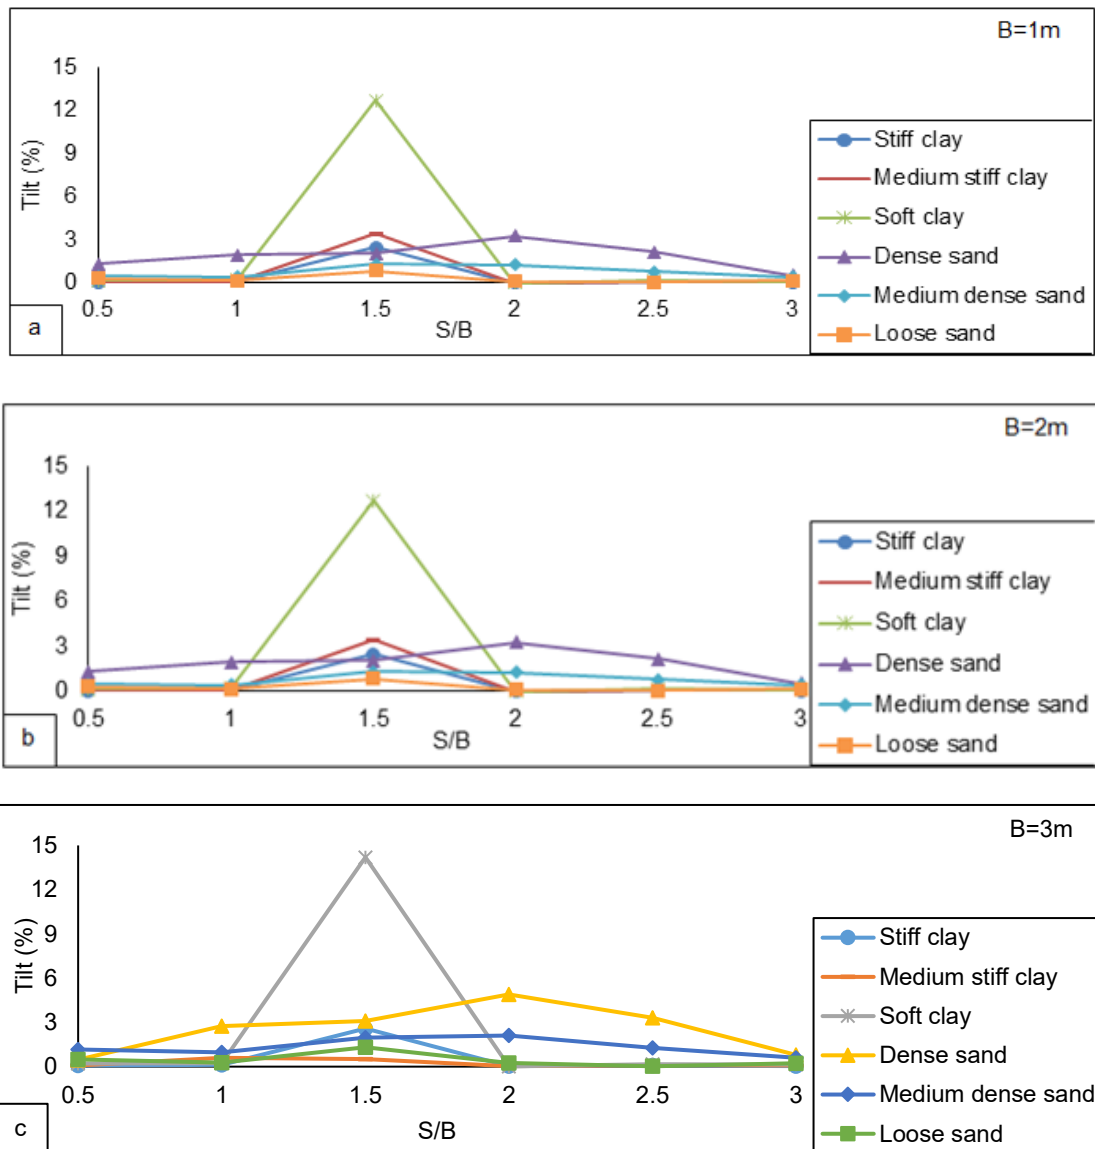 B=1m
15
12
9
6
3
0
Tilt (%)
0.5 1 1.5 2 2.5 3
S/B
a
Stiff clay
Medium stiff clay
Soft clay
Dense sand
Medium dense sand
Loose sand
B=2m
15
12
9
6
3
0
Tilt (%)
0.5 1 1.5 2 2.5 3
S/B
b
Stiff clay
Medium stiff clay
Soft clay
Dense sand
Medium dense sand
Loose sand
B=3m
15
12
9
6
3
0
Tilt (%)
0.5 1 1.5 2 2.5 3
S/B
c
Stiff clay
Medium stiff clay
Soft clay
Dense sand
Medium dense sand
Loose sand